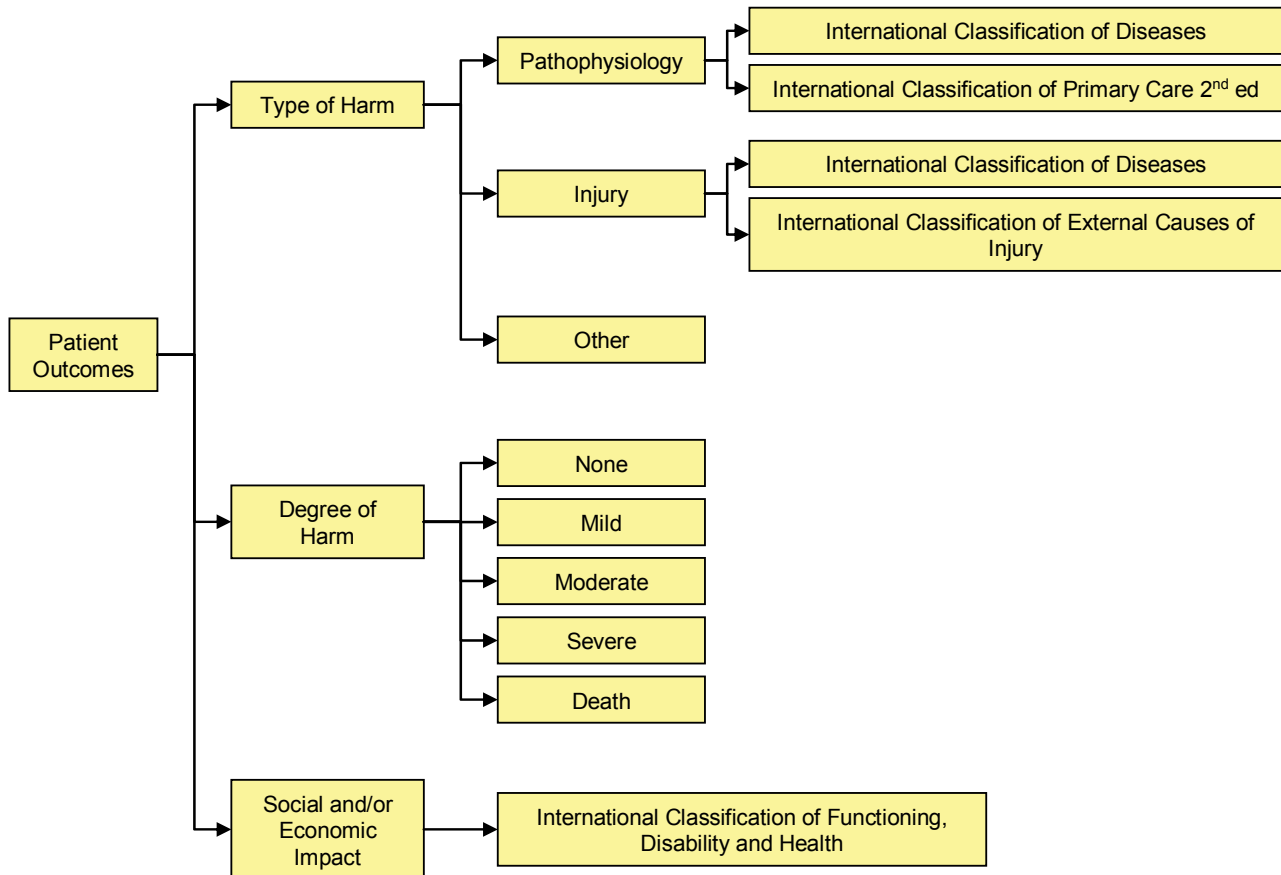 International Classification of Diseases
Pathophysiology
International Classification of Primary Care 2nd ed
Type of Harm
International Classification of Diseases
Injury
International Classification of External Causes of
Injury
Other
Patient
Outcomes
None
Degree of
Harm
Mild
Moderate
Severe
Death
Social and/or
Economic
Impact
International Classification of Functioning,
Disability and Health